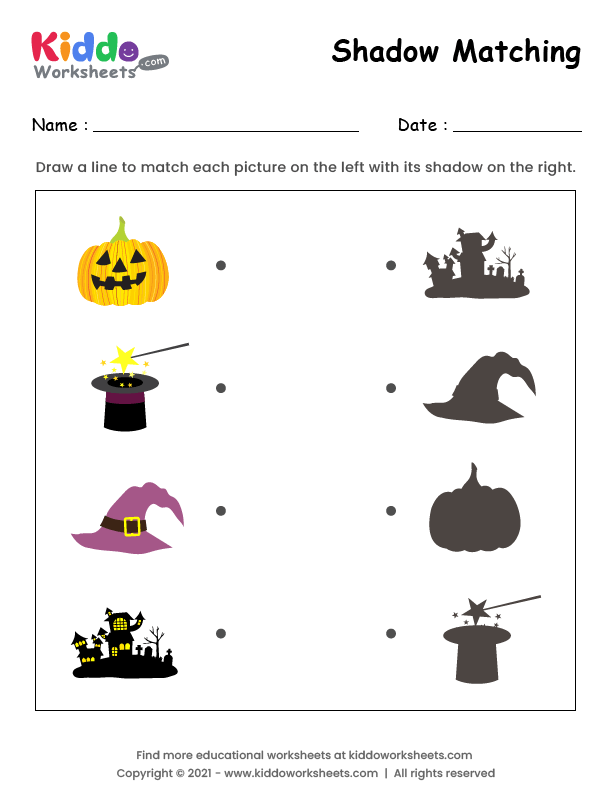 Kiddo
Worksheets.com
Shadow Matching
Name : Date :
Draw a line to match each picture on the left with its shadow on the right.
Find more educational worksheets at kiddoworksheets.com
Copyright © 2021 - www.kiddoworksheets.com | All rights reserved